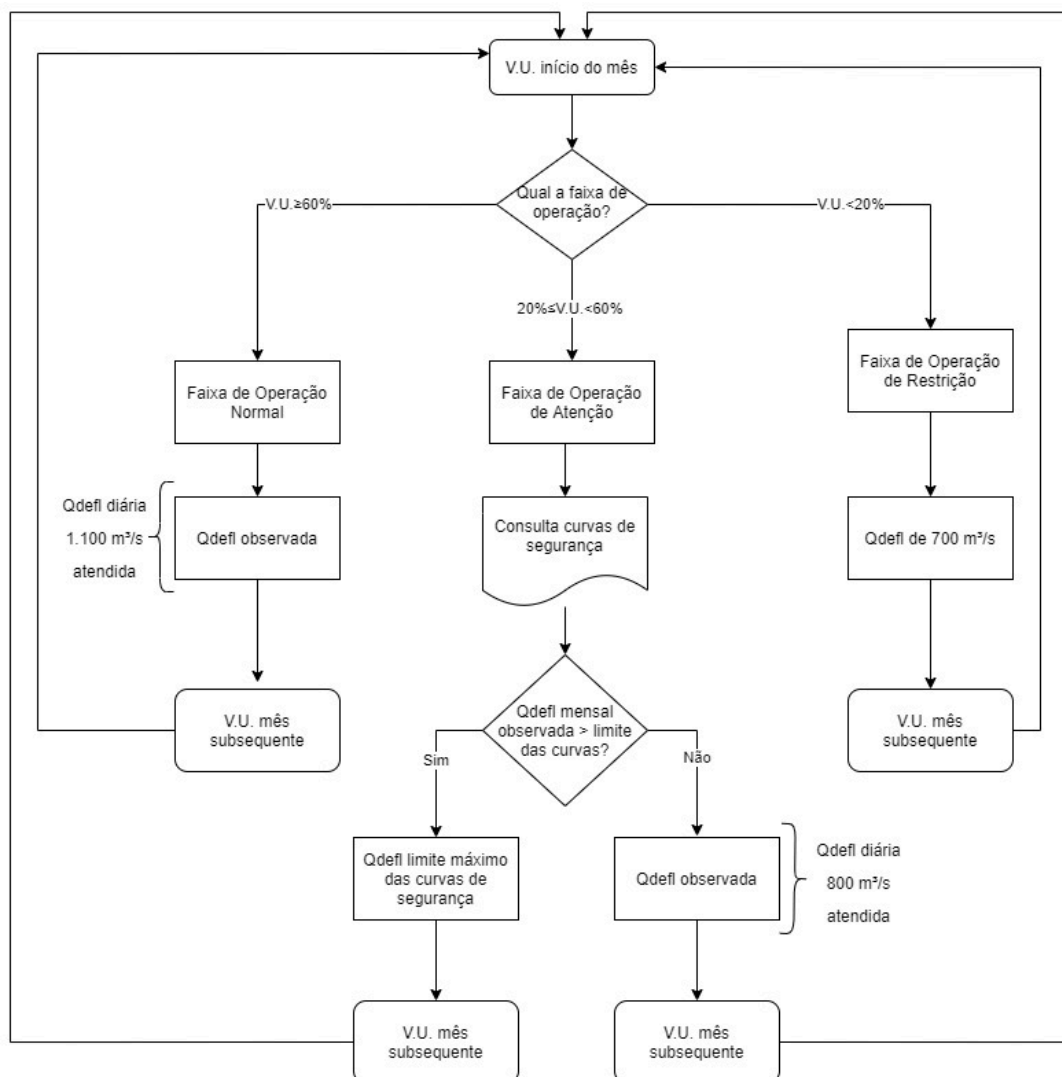 V.U. início do mês
Qual a faixa de
operação?
V.U.≥60%
V.U.<20%
20%≤V.U.<60%
Faixa de Operação
Normal
Faixa de Operação
de Atenção
Faixa de Operação
de Restrição
Qdefl diária
1.100 m³/s
atendida
Qdefl observada
Consulta curvas de
segurança
Qdefl de 700 m³/s
V.U. mês
subsequente
Qdefl mensal
observada > limite
das curvas?
V.U. mês
subsequente
Sim
Não
Qdefl limite máximo
das curvas de
segurança
Qdefl observada
Qdefl diária
800 m³/s
atendida
V.U. mês
subsequente
V.U. mês
subsequente